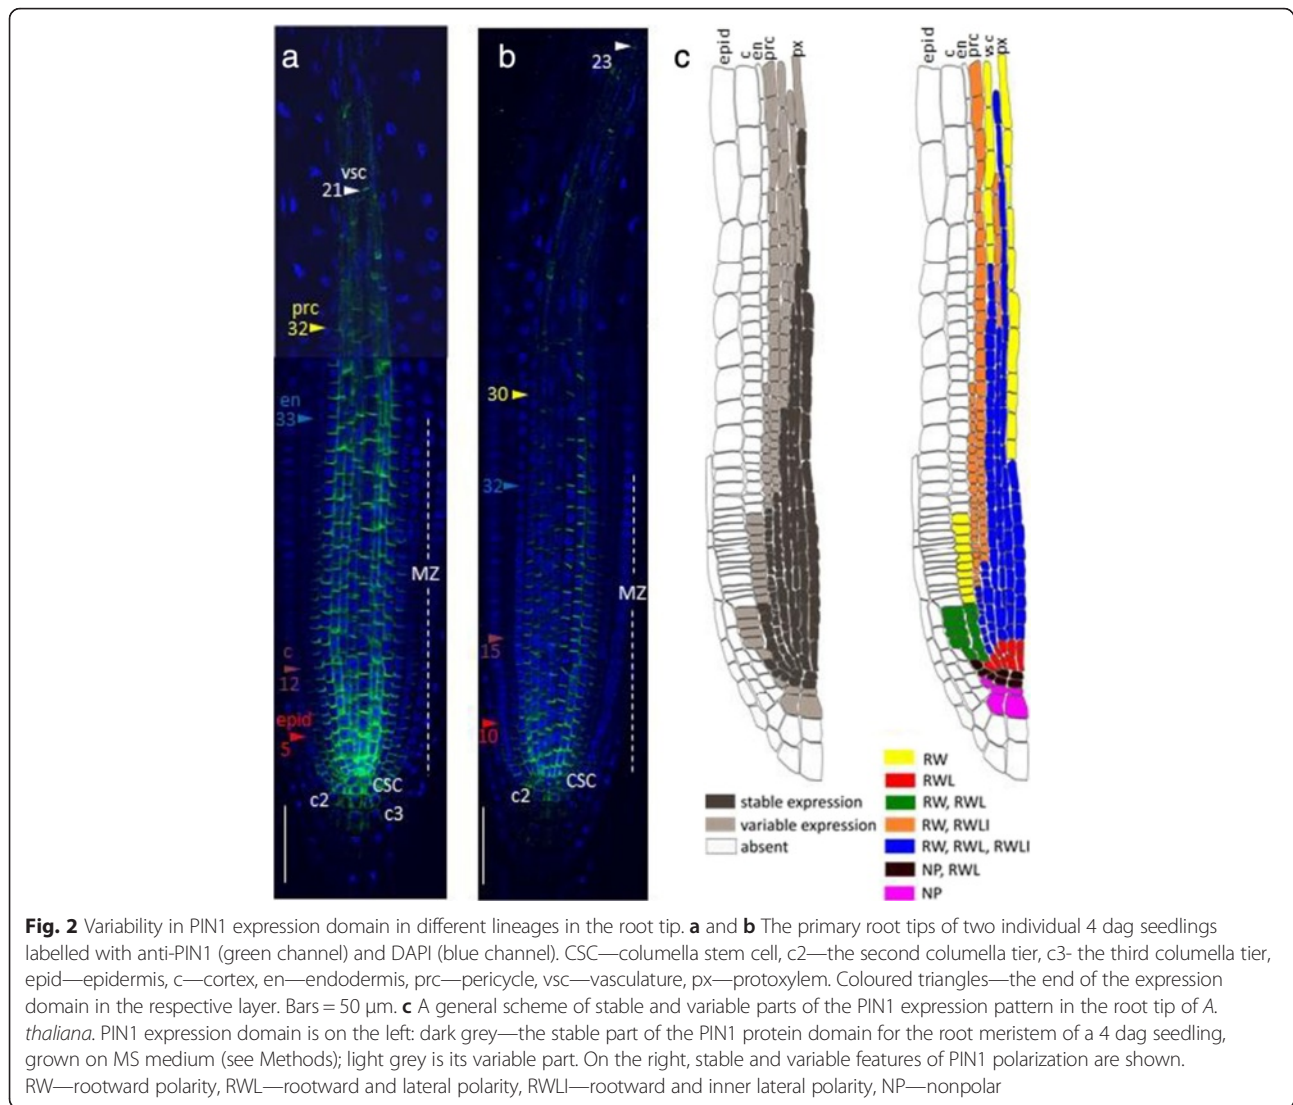 a
b
c
23
vsc
21
prc
32
en
33
30
32
MZ
MZ
c
12
15
epid
5
10
CSC
c2
c3
CSC
c2
epid
c
en
prc
px
epid
c
en
prc
vsc
px
stable expression
variable expression
absent
RW
RWL
RW, RWL
RW, RWLI
RW, RWL, RWLI
NP, RWL
NP
Fig. 2 Variability in PIN1 expression domain in different lineages in the root tip. a and b The primary root tips of two individual 4 dag seedlings
labelled with anti-PIN1 (green channel) and DAPI (blue channel). CSC—columella stem cell, c2—the second columella tier, c3- the third columella tier,
epid—epidermis, c—cortex, en—endodermis, prc—pericycle, vsc—vasculature, px—protoxylem. Coloured triangles—the end of the expression
domain in the respective layer. Bars = 50 μm. c A general scheme of stable and variable parts of the PIN1 expression pattern in the root tip of A.
thaliana. PIN1 expression domain is on the left: dark grey—the stable part of the PIN1 protein domain for the root meristem of a 4 dag seedling,
grown on MS medium (see Methods); light grey is its variable part. On the right, stable and variable features of PIN1 polarization are shown.
RW—rootward polarity, RWL—rootward and lateral polarity, RWLI—rootward and inner lateral polarity, NP—nonpolar